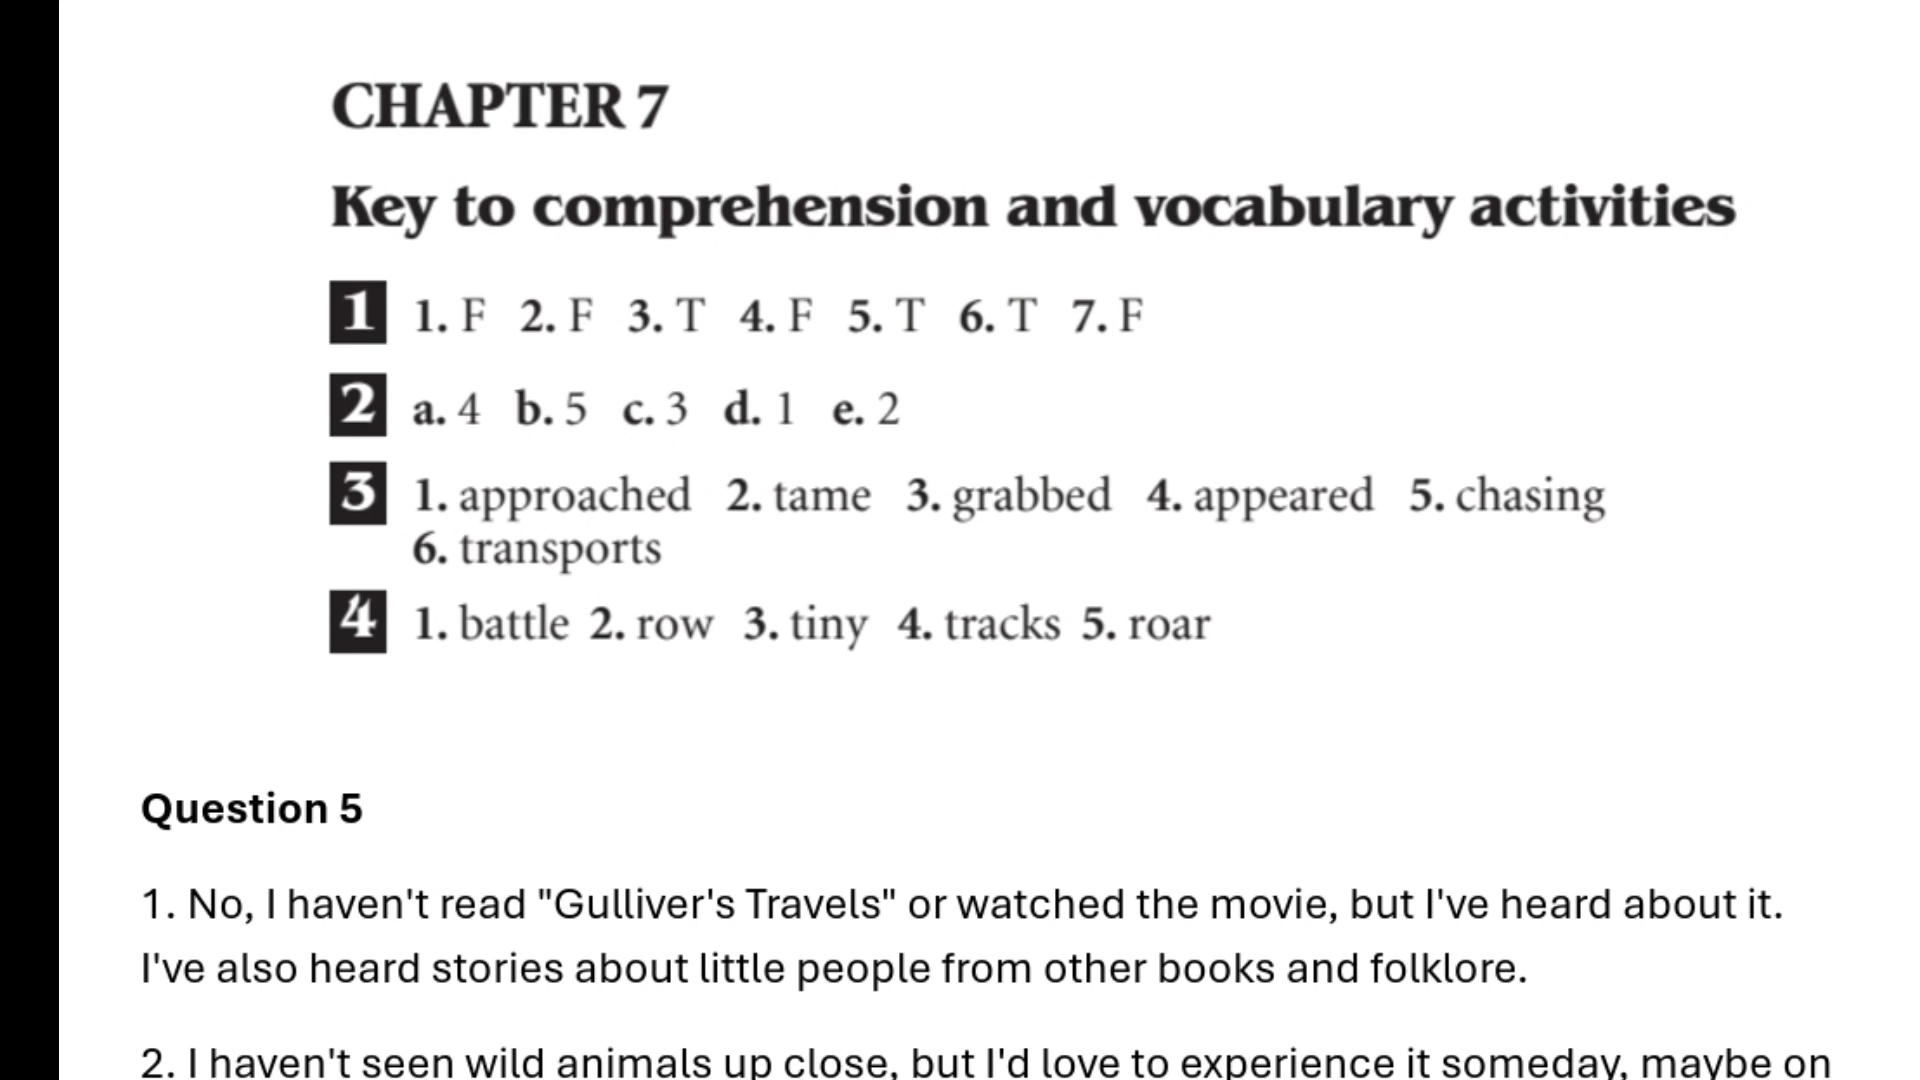 CHAPTER 7
Key to comprehension and vocabulary activities
1 1. F 2. F 3. T 4. F 5. T 6. T 7. F
2 a. 4 b. 5 c. 3 d. 1 e. 2
3 1. approached 2. tame 3. grabbed 4. appeared 5. chasing
6. transports
4 1. battle 2. row 3. tiny 4. tracks 5. roar
Question 5
1. No, I haven't read "Gulliver's Travels" or watched the movie, but I've heard about it.
I've also heard stories about little people from other books and folklore.
2. I haven't seen wild animals up close, but I'd love to experience it someday, maybe on